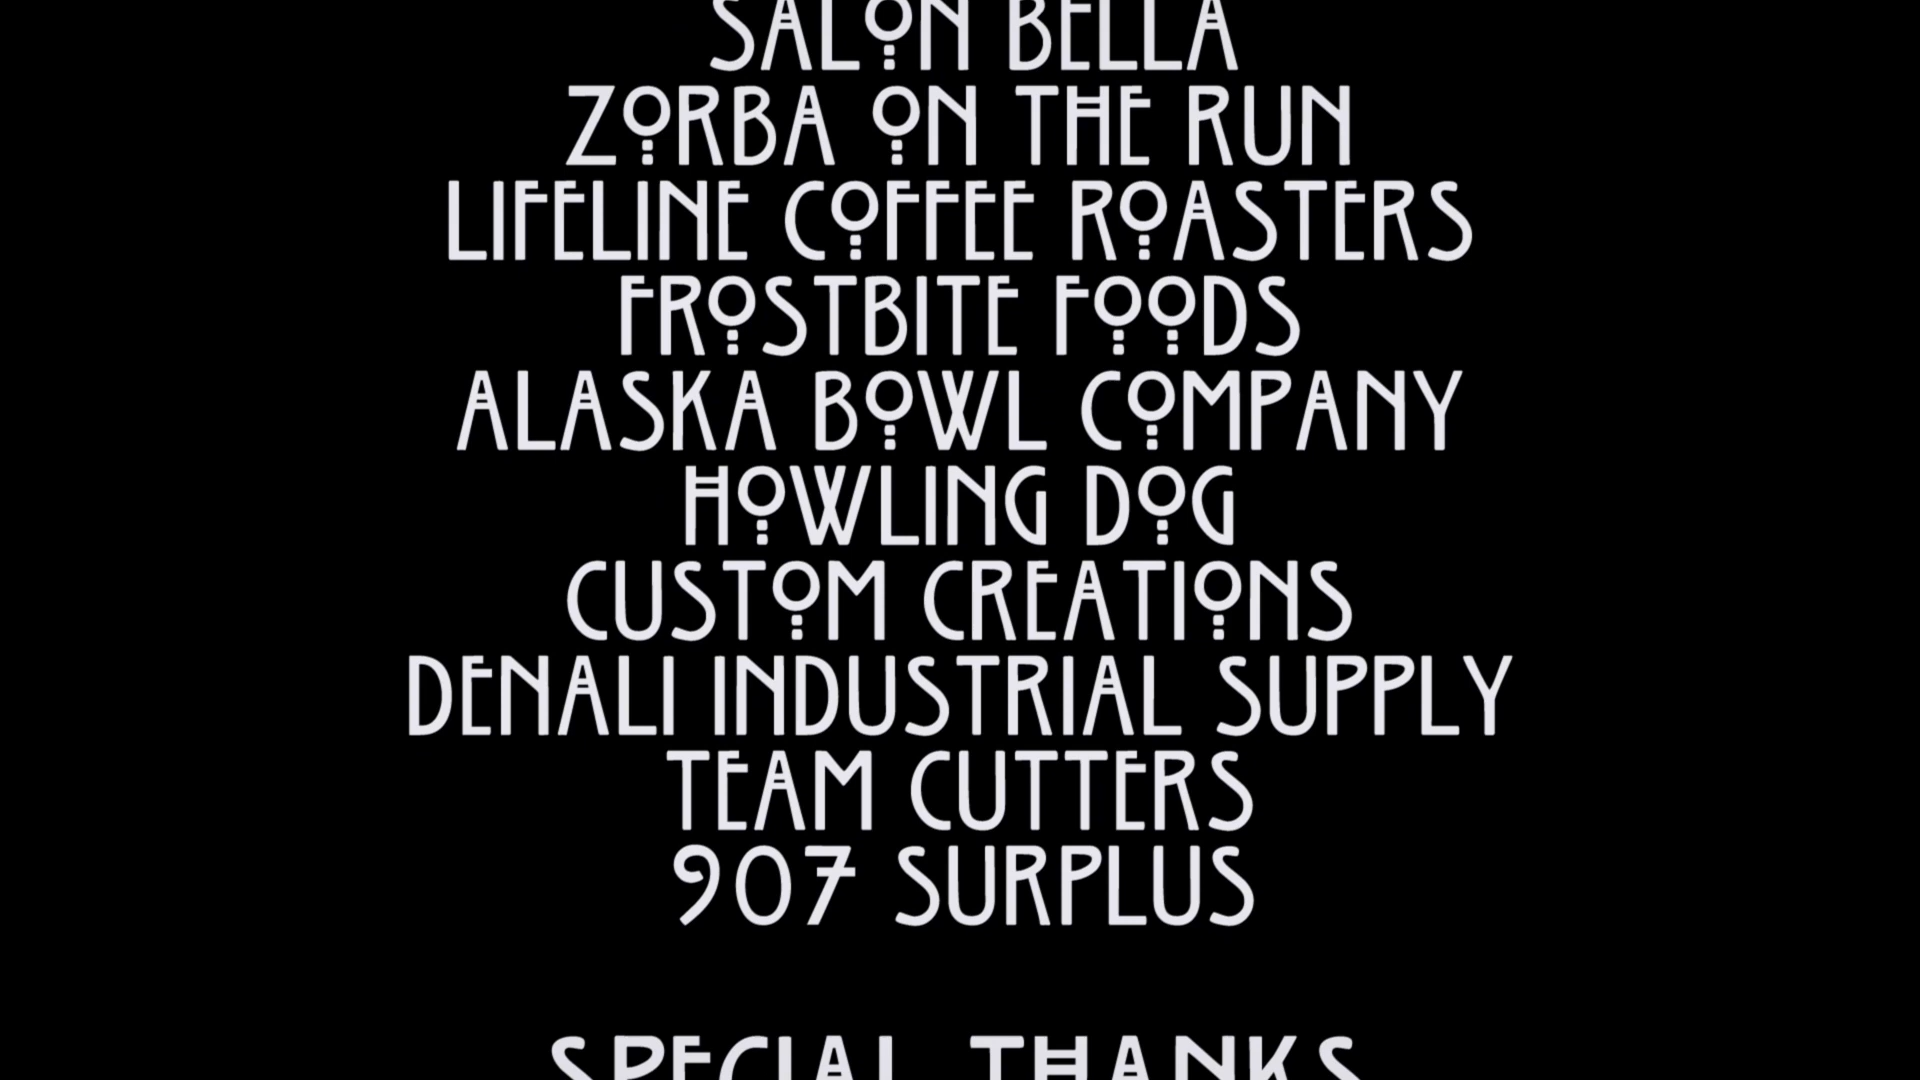 SALON BELLA
ZORBA ON THE RUN
LIFELINE COFFEE ROASTERS
FROSTBITE FOODS
ALASKA BOWL COMPANY
HOWLING DOG
CUSTOM CREATIONS
DENALI INDUSTRIAL SUPPLY
TEAM CUTTERS
907 SURPLUS
SPECIAL THANKS